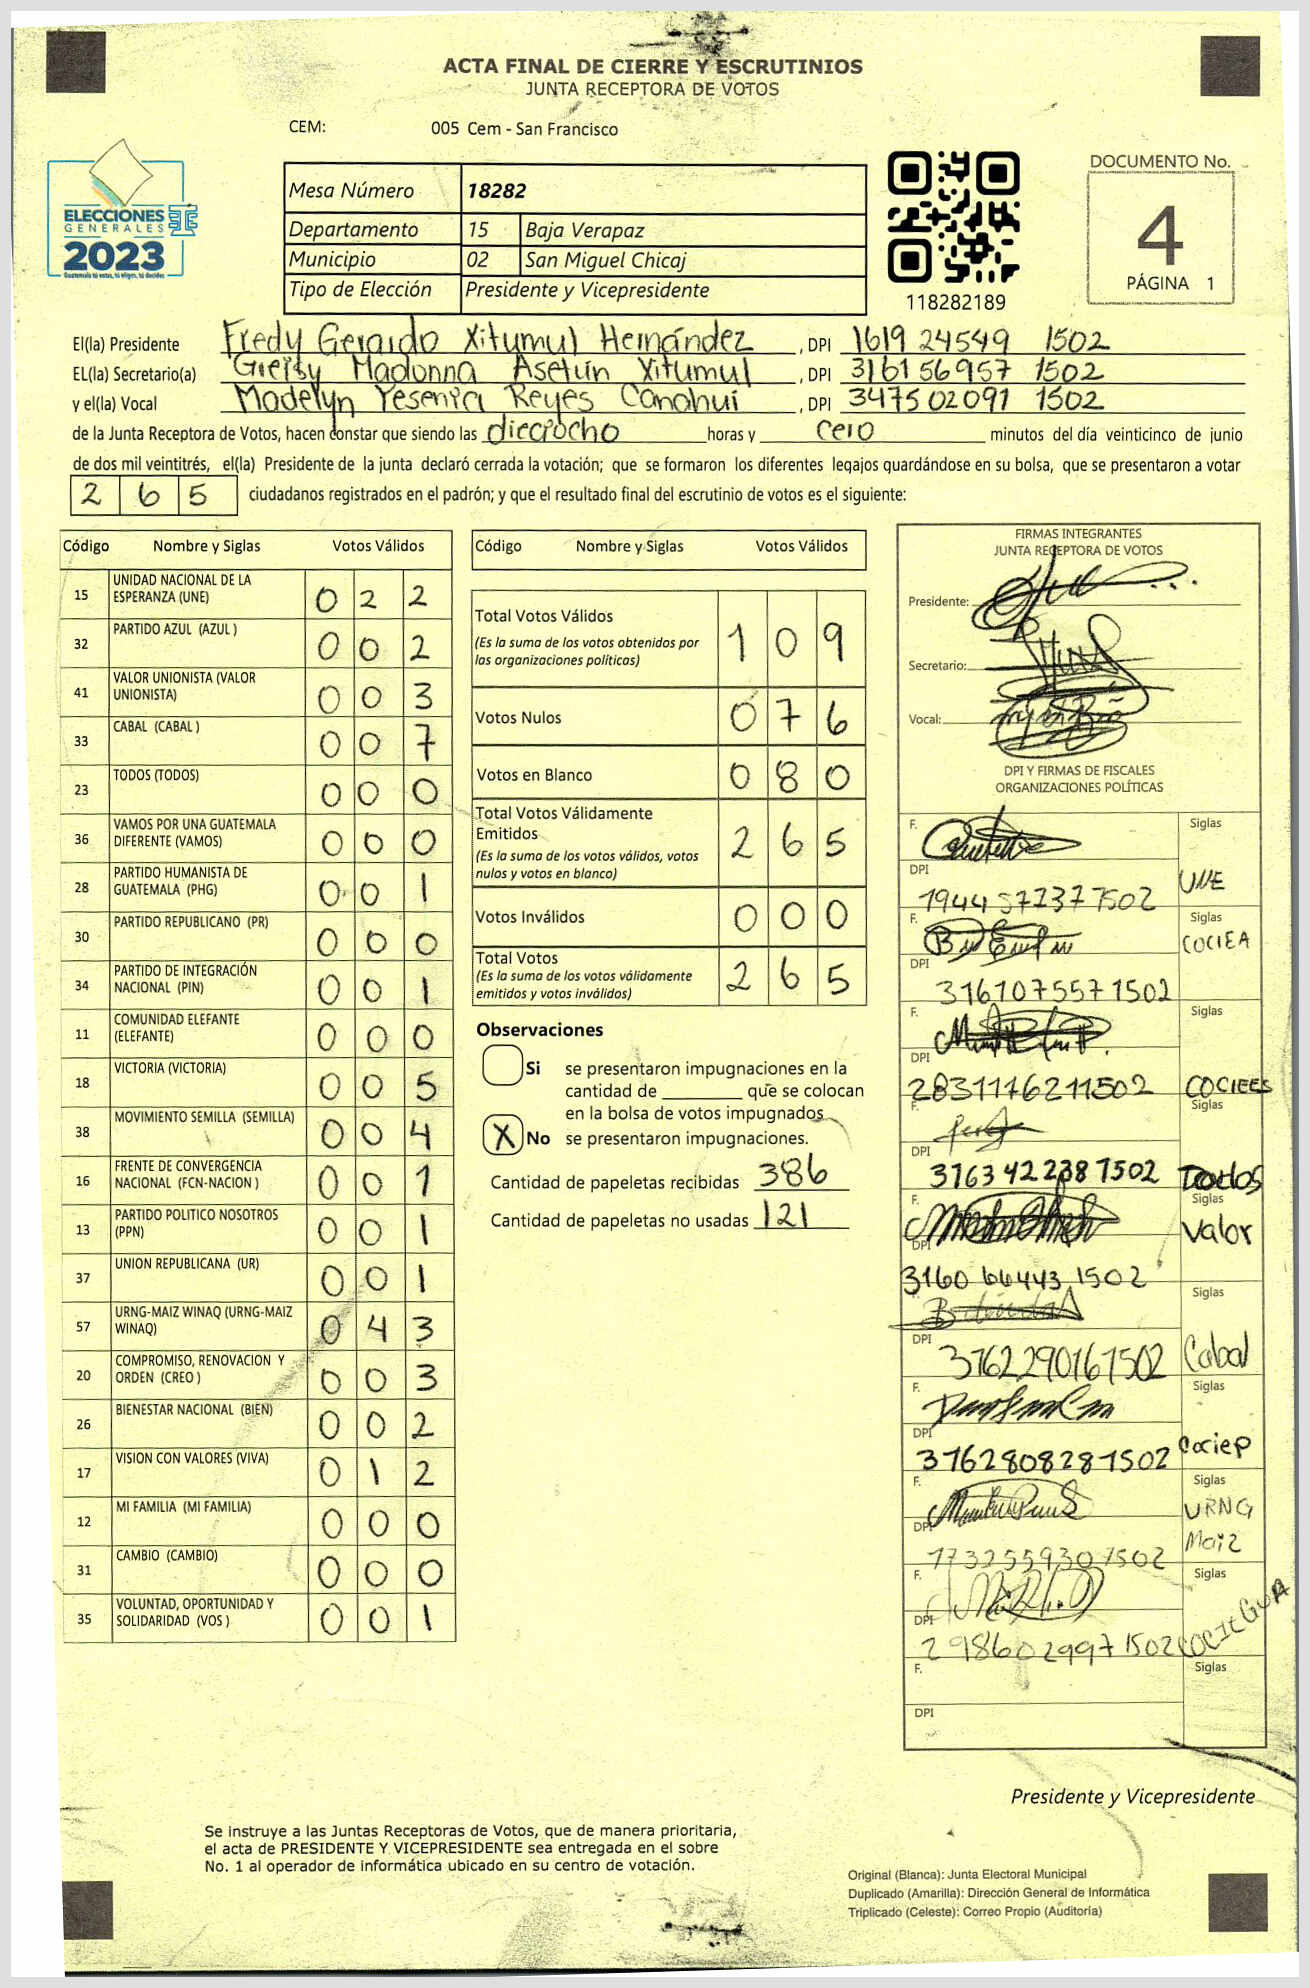 ACTA FINAL DE CIERRE Y ESCRUTINIOS
JUNTA RECEPTORA DE VOTOS
CEM: 005 Cem - San Francisco
ELECCIONES
GENERALES
2023
Guatemala tú votas, tú eliges, tú decides
Mesa Número 18282
Departamento 15 Baja Verapaz
Municipio 02 San Miguel Chicaj
Tipo de Elección Presidente y Vicepresidente
118282189
DOCUMENTO No.
4
PÁGINA 1
El(la) Presidente Fredy Gerardo Xitumul Hernández, DPI 1619 24549 1502
EL(la) Secretario(a) Greisy Madonna Asetún Xitumul, DPI 3161 56957 1502
y el(la) Vocal Madelyn Yesenia Reyes Canahui, DPI 3475 02091 1502
de la Junta Receptora de Votos, hacen constar que siendo las dieciocho horas y cero minutos del día veinticinco de junio
de dos mil veintitrés, el(la) Presidente de la junta declaró cerrada la votación; que se formaron los diferentes legajos guardándose en su bolsa, que se presentaron a votar
2 6 5 ciudadanos registrados en el padrón; y que el resultado final del escrutinio de votos es el siguiente:
Código Nombre y Siglas Votos Válidos
15 UNIDAD NACIONAL DE LA ESPERANZA (UNE) 0 2 2
32 PARTIDO AZUL (AZUL ) 0 0 2
41 VALOR UNIONISTA (VALOR UNIONISTA) 0 0 3
33 CABAL (CABAL ) 0 0 7
23 TODOS (TODOS) 0 0 0
36 VAMOS POR UNA GUATEMALA DIFERENTE (VAMOS) 0 0 0
28 PARTIDO HUMANISTA DE GUATEMALA (PHG) 0 0 1
30 PARTIDO REPUBLICANO (PR) 0 0 0
34 PARTIDO DE INTEGRACIÓN NACIONAL (PIN) 0 0 1
11 COMUNIDAD ELEFANTE (ELEFANTE) 0 0 0
18 VICTORIA (VICTORIA) 0 0 5
38 MOVIMIENTO SEMILLA (SEMILLA) 0 0 4
16 FRENTE DE CONVERGENCIA NACIONAL (FCN-NACION ) 0 0 1
13 PARTIDO POLITICO NOSOTROS (PPN) 0 0 1
37 UNION REPUBLICANA (UR) 0 0 1
57 URNG-MAIZ WINAQ (URNG-MAIZ WINAQ) 0 4 3
20 COMPROMISO, RENOVACION Y ORDEN (CREO ) 0 0 3
26 BIENESTAR NACIONAL (BIEN) 0 0 2
17 VISION CON VALORES (VIVA) 0 1 2
12 MI FAMILIA (MI FAMILIA) 0 0 0
31 CAMBIO (CAMBIO) 0 0 0
35 VOLUNTAD, OPORTUNIDAD Y SOLIDARIDAD (VOS ) 0 0 1
Código Nombre y Siglas Votos Válidos
Total Votos Válidos 1 0 9
(Es la suma de los votos obtenidos por
las organizaciones políticas)
Votos Nulos 0 7 6
Votos en Blanco 0 8 0
Total Votos Válidamente
Emitidos 2 6 5
(Es la suma de los votos válidos, votos
nulos y votos en blanco)
Votos Inválidos 0 0 0
Total Votos 2 6 5
(Es la suma de los votos válidamente
emitidos y votos inválidos)
Observaciones
Si se presentaron impugnaciones en la
cantidad de ________ que se colocan
en la bolsa de votos impugnados
X No se presentaron impugnaciones.
Cantidad de papeletas recibidas 386
Cantidad de papeletas no usadas 121
FIRMAS INTEGRANTES
JUNTA RECEPTORA DE VOTOS
Presidente:
Secretario:
Vocal:
DPI Y FIRMAS DE FISCALES
ORGANIZACIONES POLÍTICAS
F. Siglas
DPI UNE
1944 57737 1502
F. Siglas
COCIEA
DPI
3161075571502
F. Siglas
DPI
2831176211502 COCIEES
F. Siglas
DPI
3163422381502 Todos
F. Siglas
DPI Valor
3160 66443 1502
F. Siglas
DPI
3162290161502 Cabal
F. Siglas
DPI
3162808281502 Cociep
F. Siglas
URNG
DPI Maiz
1732559301502
F. Siglas
DPI
2986029971502 COCIEGUA
F. Siglas
DPI
Presidente y Vicepresidente
Se instruye a las Juntas Receptoras de Votos, que de manera prioritaria,
el acta de PRESIDENTE Y VICEPRESIDENTE sea entregada en el sobre
No. 1 al operador de informática ubicado en su centro de votación.
Original (Blanca): Junta Electoral Municipal
Duplicado (Amarilla): Dirección General de Informática
Triplicado (Celeste): Correo Propio (Auditoría)